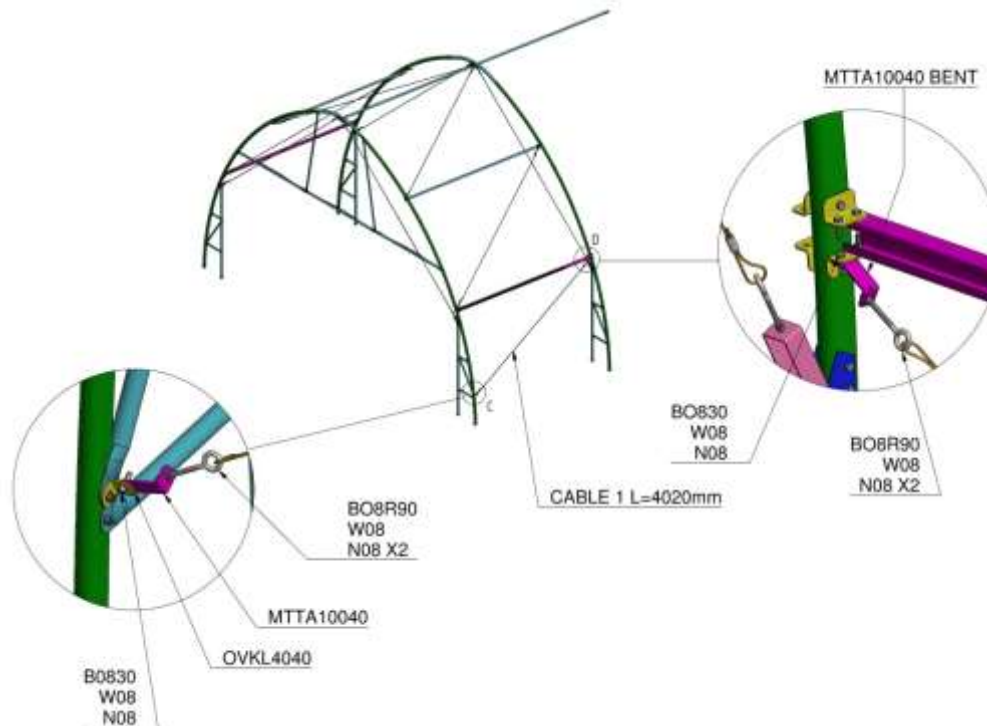 MTTA10040 BENT
D
BO830
W08
N08
BO8R90
W08
N08 X2
C
CABLE 1 L=4020mm
BO8R90
W08
N08 X2
MTTA10040
OVKL4040
B0830
W08
N08